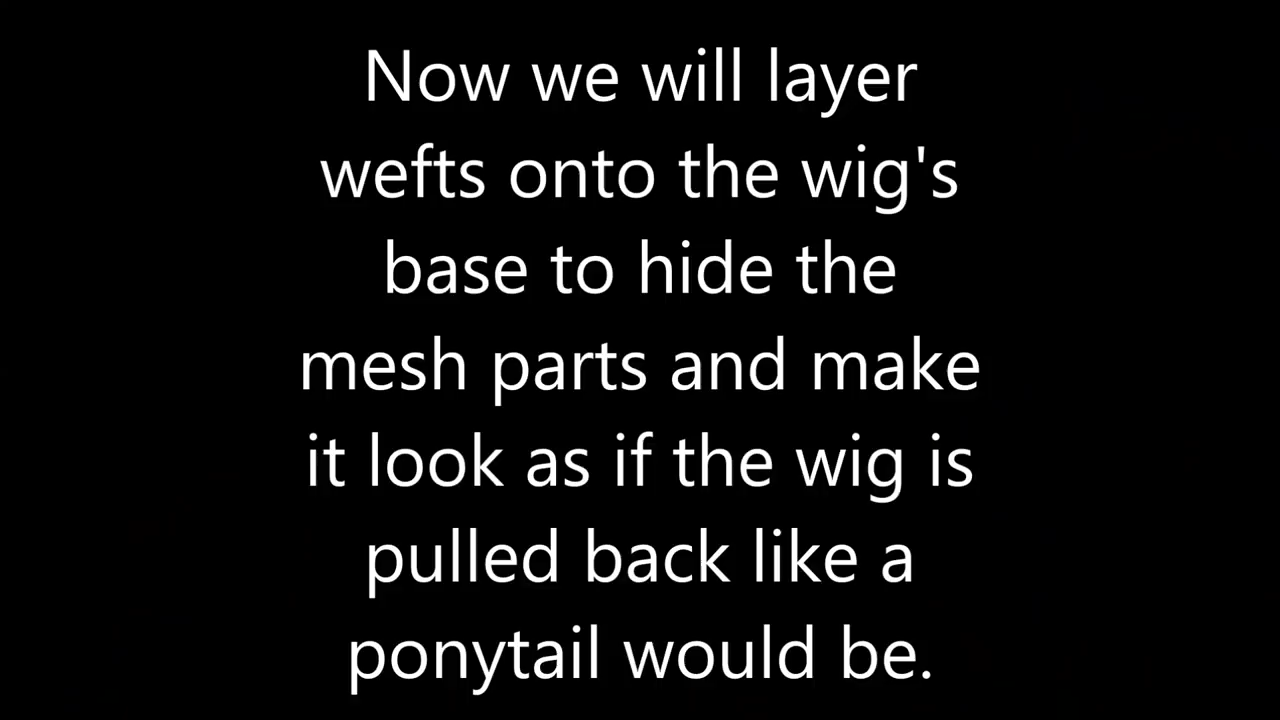 Now we will layer
wefts onto the wig's
base to hide the
mesh parts and make
it look as if the wig is
pulled back like a
ponytail would be.